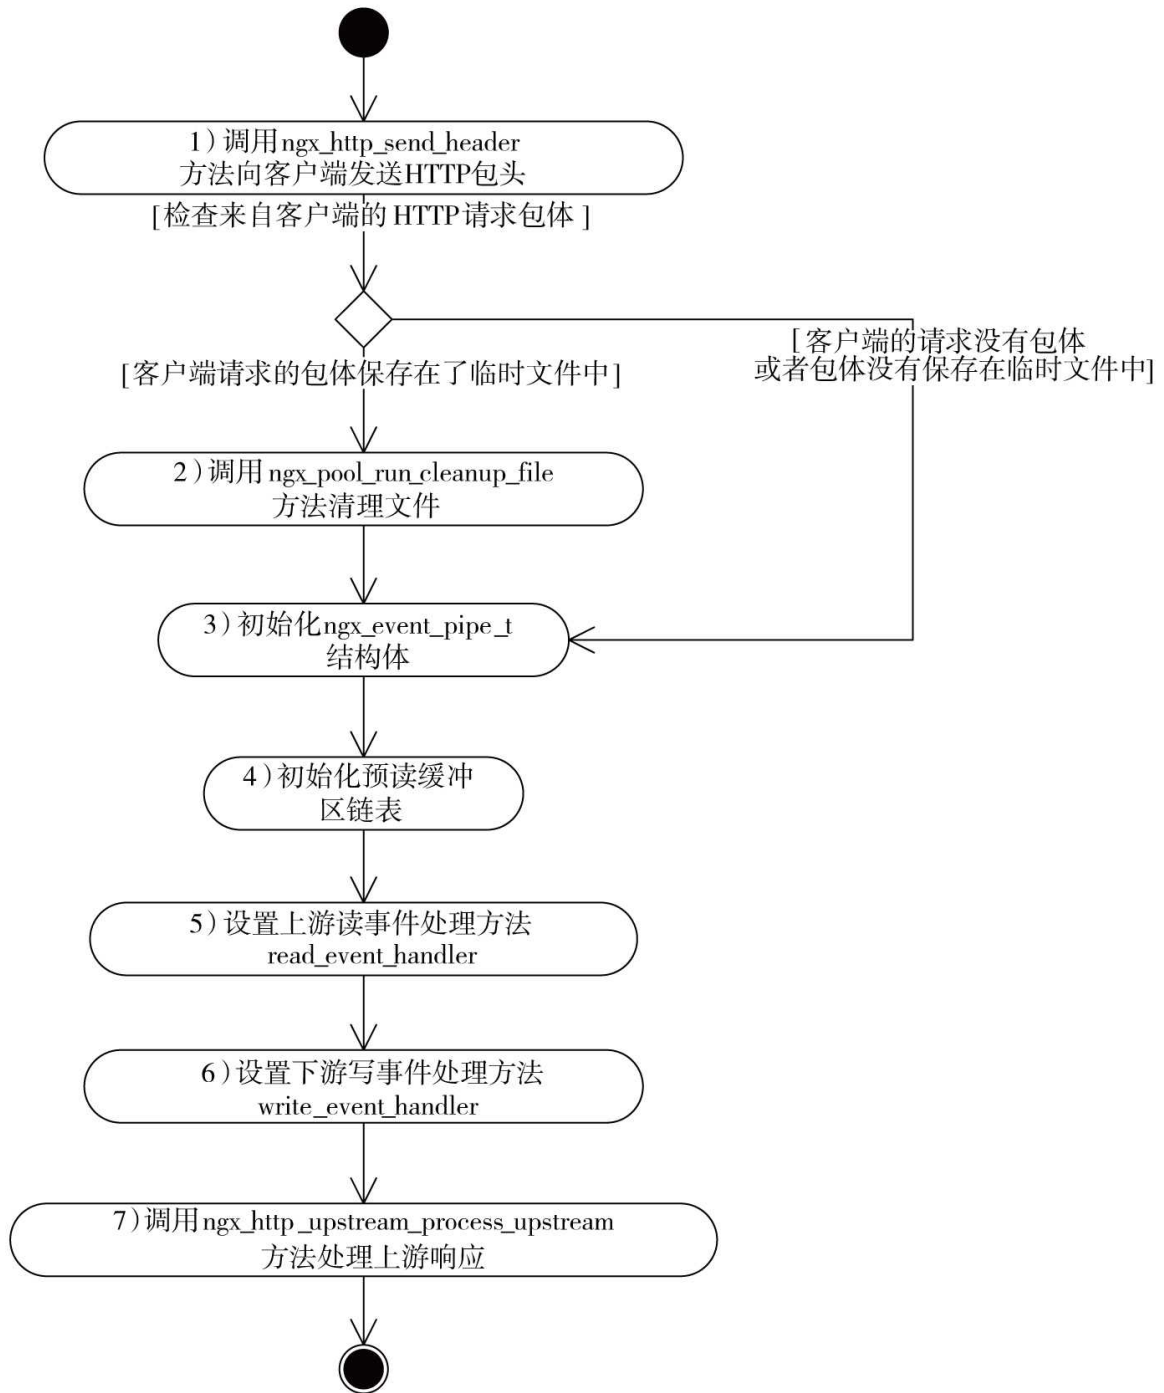 1）调用ngx_http_send_header
方法向客户端发送HTTP包头
[检查来自客户端的HTTP请求包体 ]
[客户端的请求没有包体
或者包体没有保存在临时文件中]
[客户端请求的包体保存在了临时文件中]
2）调用ngx_pool_run_cleanup_file
方法清理文件
3）初始化ngx_event_pipe_t
结构体
4）初始化预读缓冲
区链表
5）设置上游读事件处理方法
read_event_handler
6）设置下游写事件处理方法
write_event_handler
7）调用ngx_http_upstream_process_upstream
方法处理上游响应